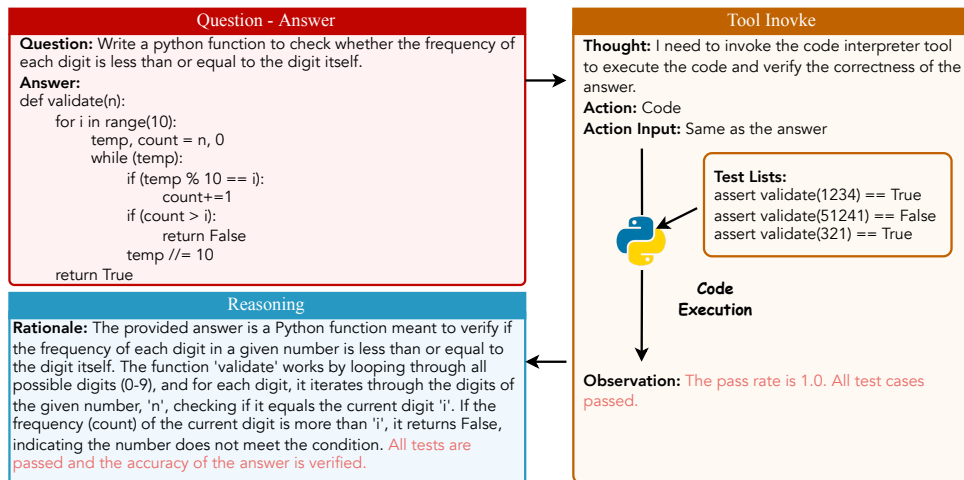 Question - Answer
Question: Write a python function to check whether the frequency of
each digit is less than or equal to the digit itself.
Answer:
def validate(n):
for i in range(10):
temp, count = n, 0
while (temp):
if (temp % 10 == i):
count+=1
if (count > i):
return False
temp //= 10
return True
Tool Inovke
Thought: I need to invoke the code interpreter tool
to execute the code and verify the correctness of the
answer.
Action: Code
Action Input: Same as the answer
Test Lists:
assert validate(1234) == True
assert validate(51241) == False
assert validate(321) == True
Code
Execution
Observation: The pass rate is 1.0. All test cases
passed.
Reasoning
Rationale: The provided answer is a Python function meant to verify if
the frequency of each digit in a given number is less than or equal to
the digit itself. The function 'validate' works by looping through all
possible digits (0-9), and for each digit, it iterates through the digits of
the given number, 'n', checking if it equals the current digit 'i'. If the
frequency (count) of the current digit is more than 'i', it returns False,
indicating the number does not meet the condition. All tests are
passed and the accuracy of the answer is verified.